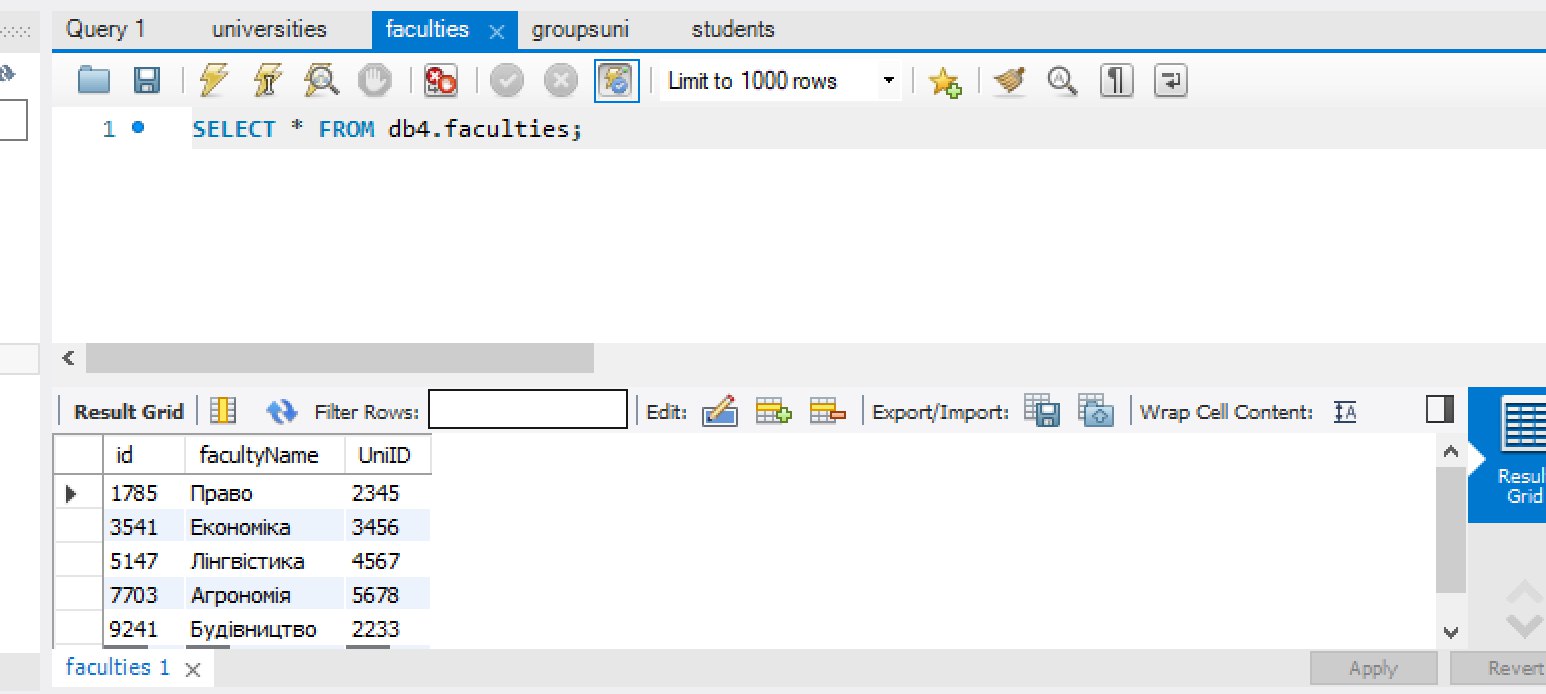 Query 1 universities faculties groupsuni students
Limit to 1000 rows
1 SELECT * FROM db4.faculties;
Result Grid Filter Rows: Edit: Export/Import: Wrap Cell Content:
Result
Grid
id facultyName UniID
1785 Право 2345
3541 Економіка 3456
5147 Лінгвістика 4567
7703 Агрономія 5678
9241 Будівництво 2233
faculties 1 Apply Revert